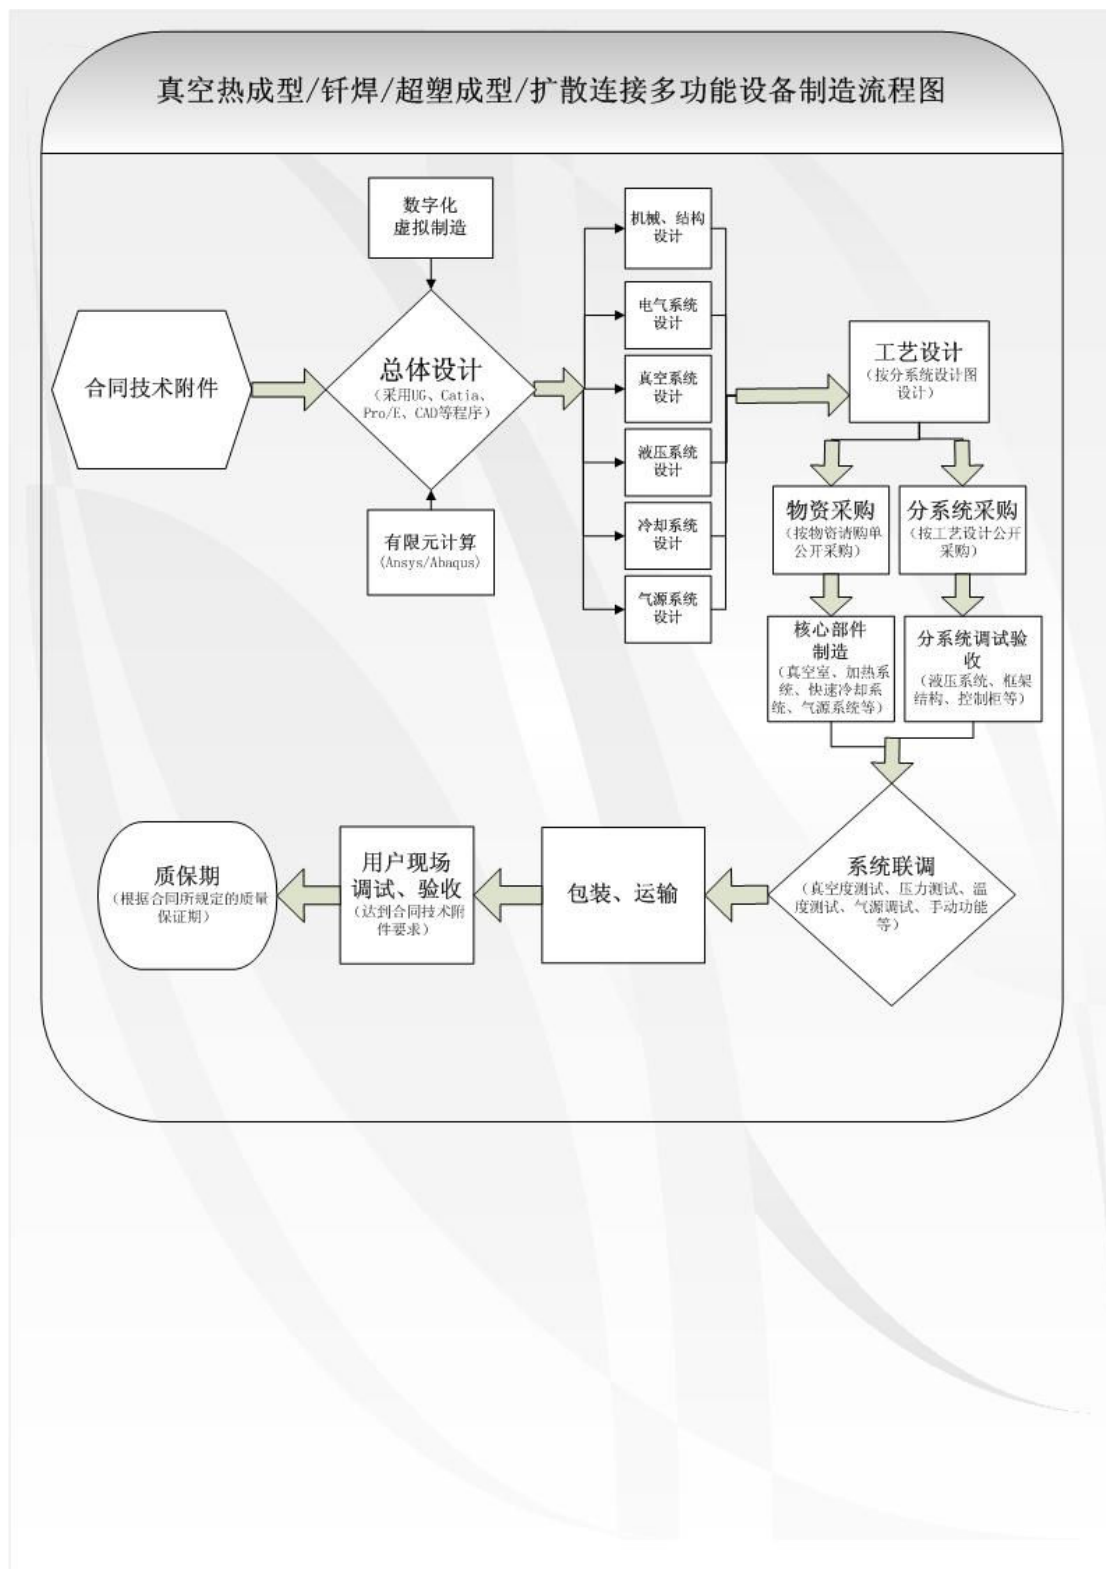 真空热成型/钎焊/超塑成型/扩散连接多功能设备制造流程图
数字化
虚拟制造
合同技术附件
总体设计
(采用UG、Catia、
Pro/E、CAD等程序)
有限元计算
(Ansys/Abaqus)
机械、结构
设计
电气系统
设计
真空系统
设计
液压系统
设计
冷却系统
设计
气源系统
设计
工艺设计
(按分系统设计图
设计)
物资采购
(按物资请购单
公开采购)
分系统采购
(按工艺设计公开
采购)
核心部件
制造
(真空室、加热系
统、快速冷却系
统、气源系统等)
分系统调试验
收
(液压系统、框架
结构、控制柜等)
系统联调
(真空度测试、压力测试、温
度测试、气源调试、手动功能
等)
包装、运输
用户现场
调试、验收
(达到合同技术附
件要求)
质保期
(根据合同所规定的质量
保证期)